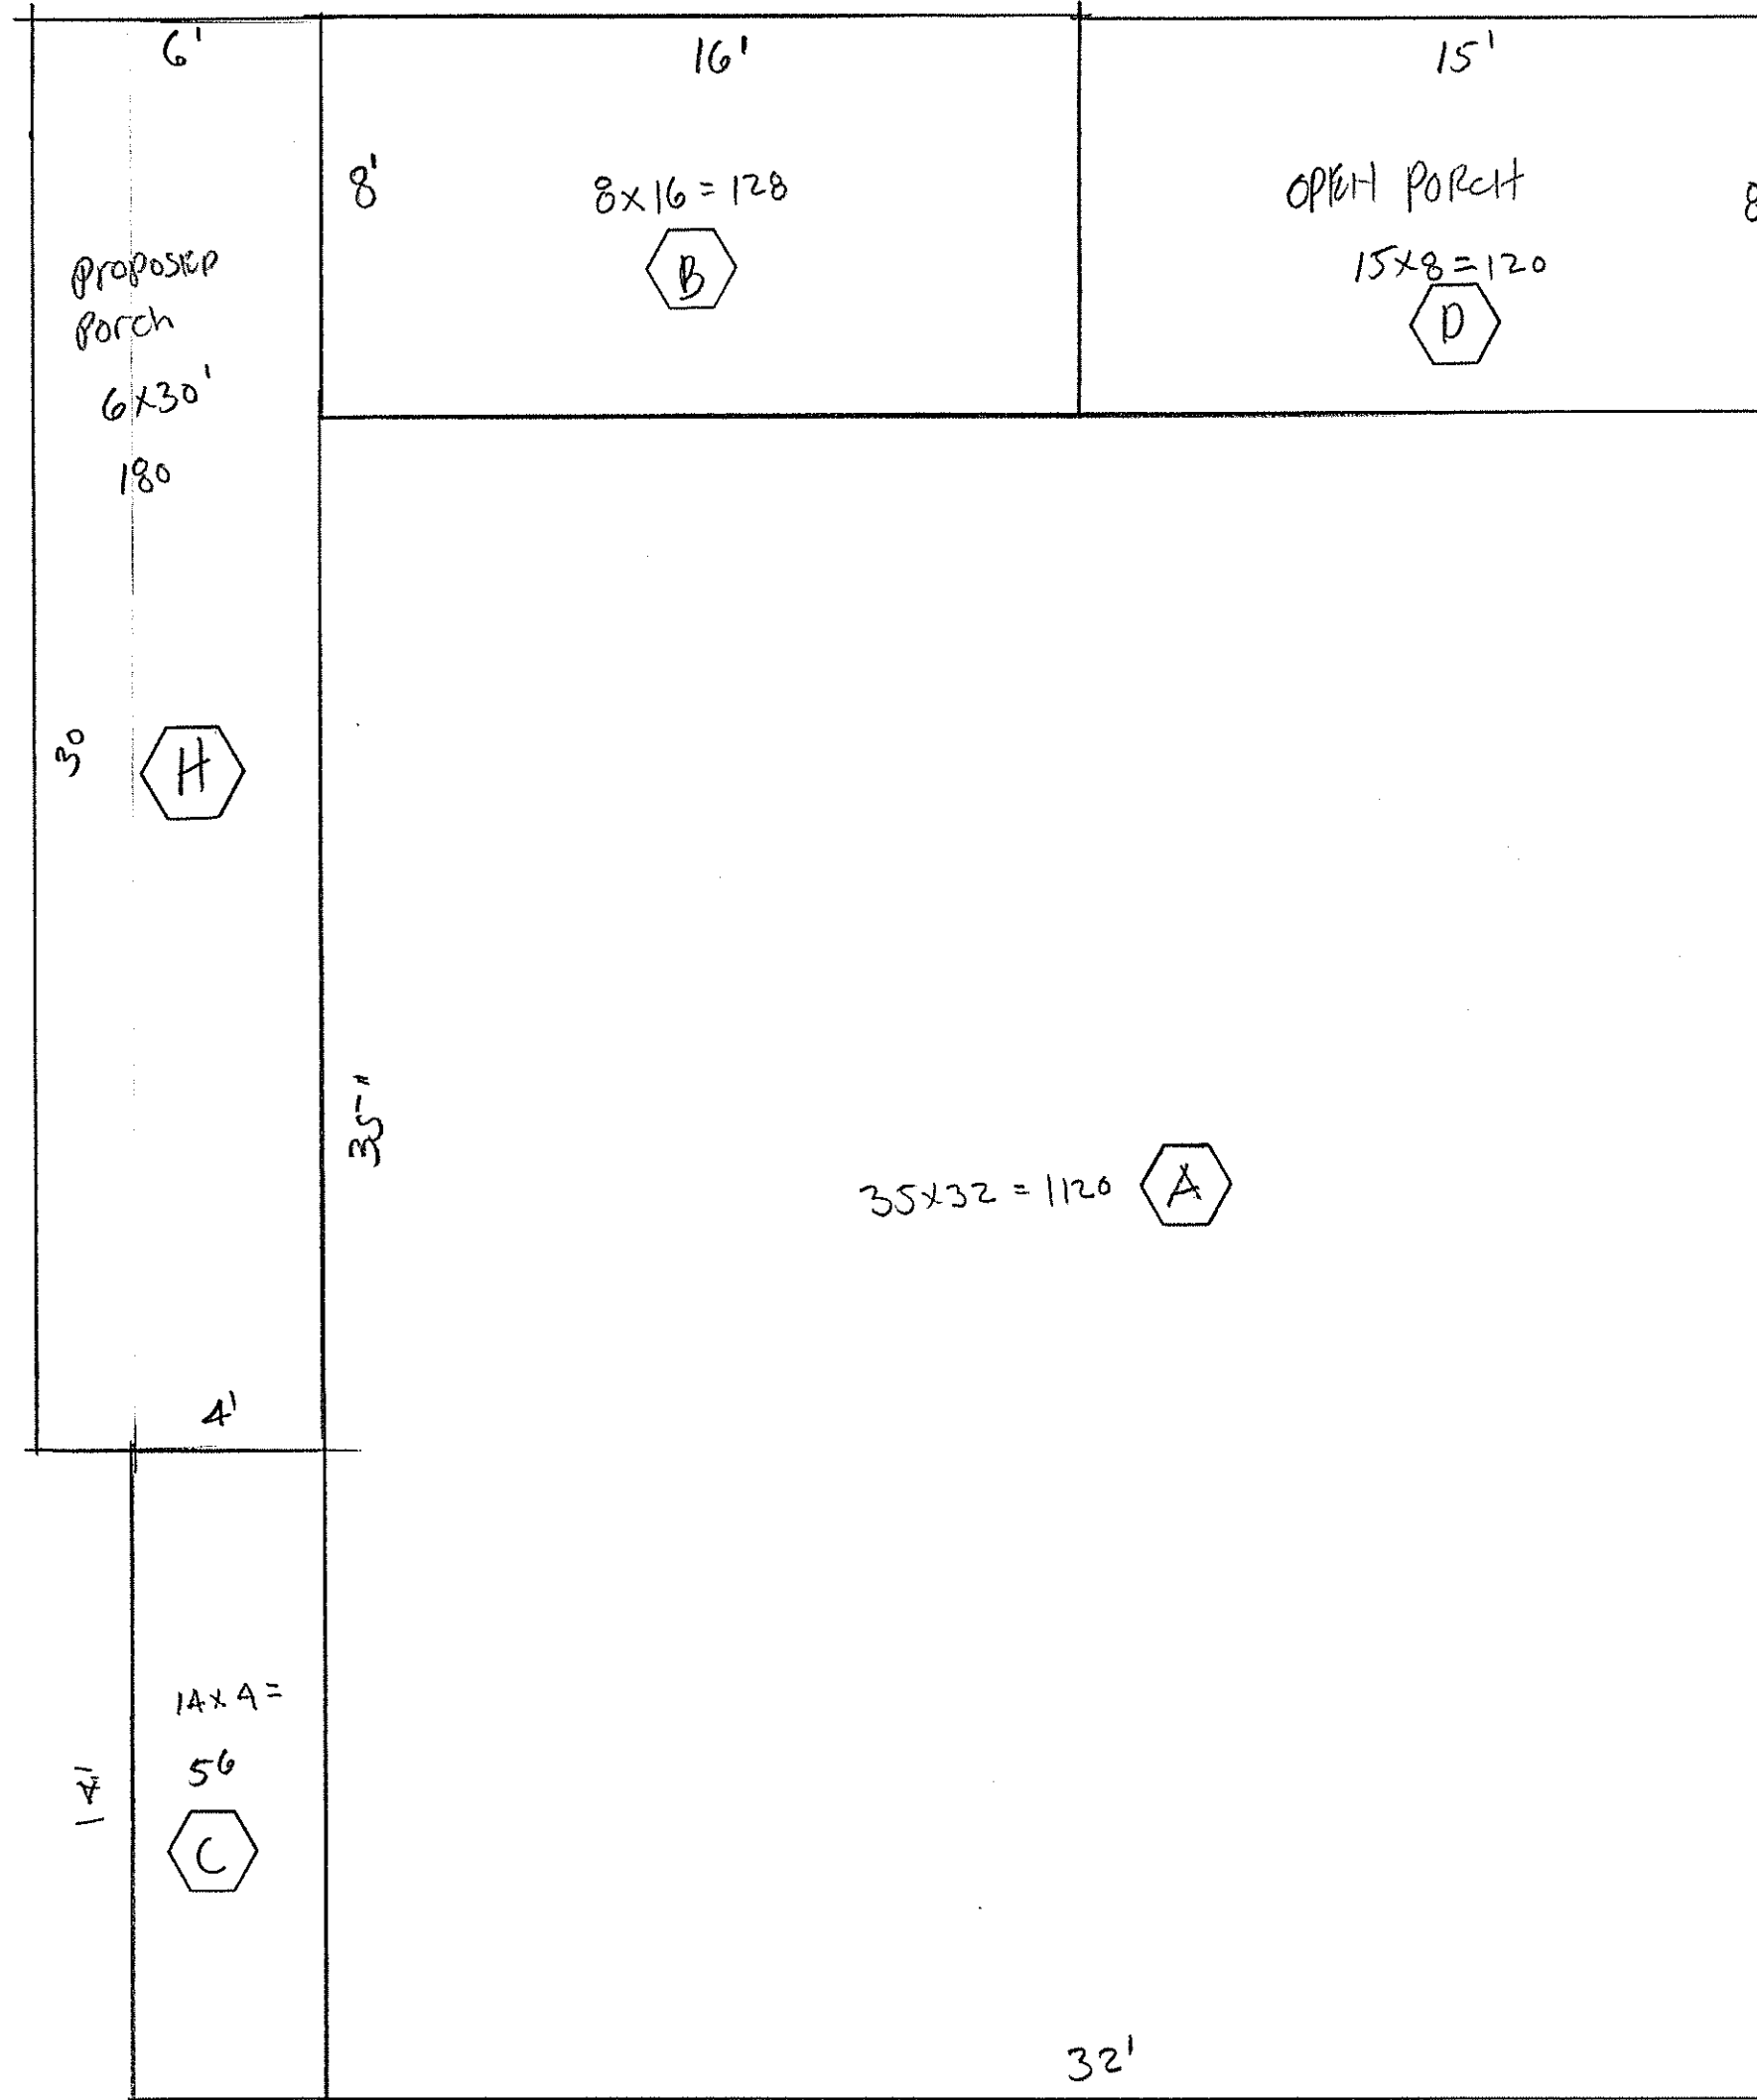 6'
16'
15'
8'
8x16=128
B
OPEN PORCH
8
15x8=120
D
Proposed
Porch
6x30'
180
30
H
35"
35x32=1120
A
4'
14x4=
56
C
14'
32'